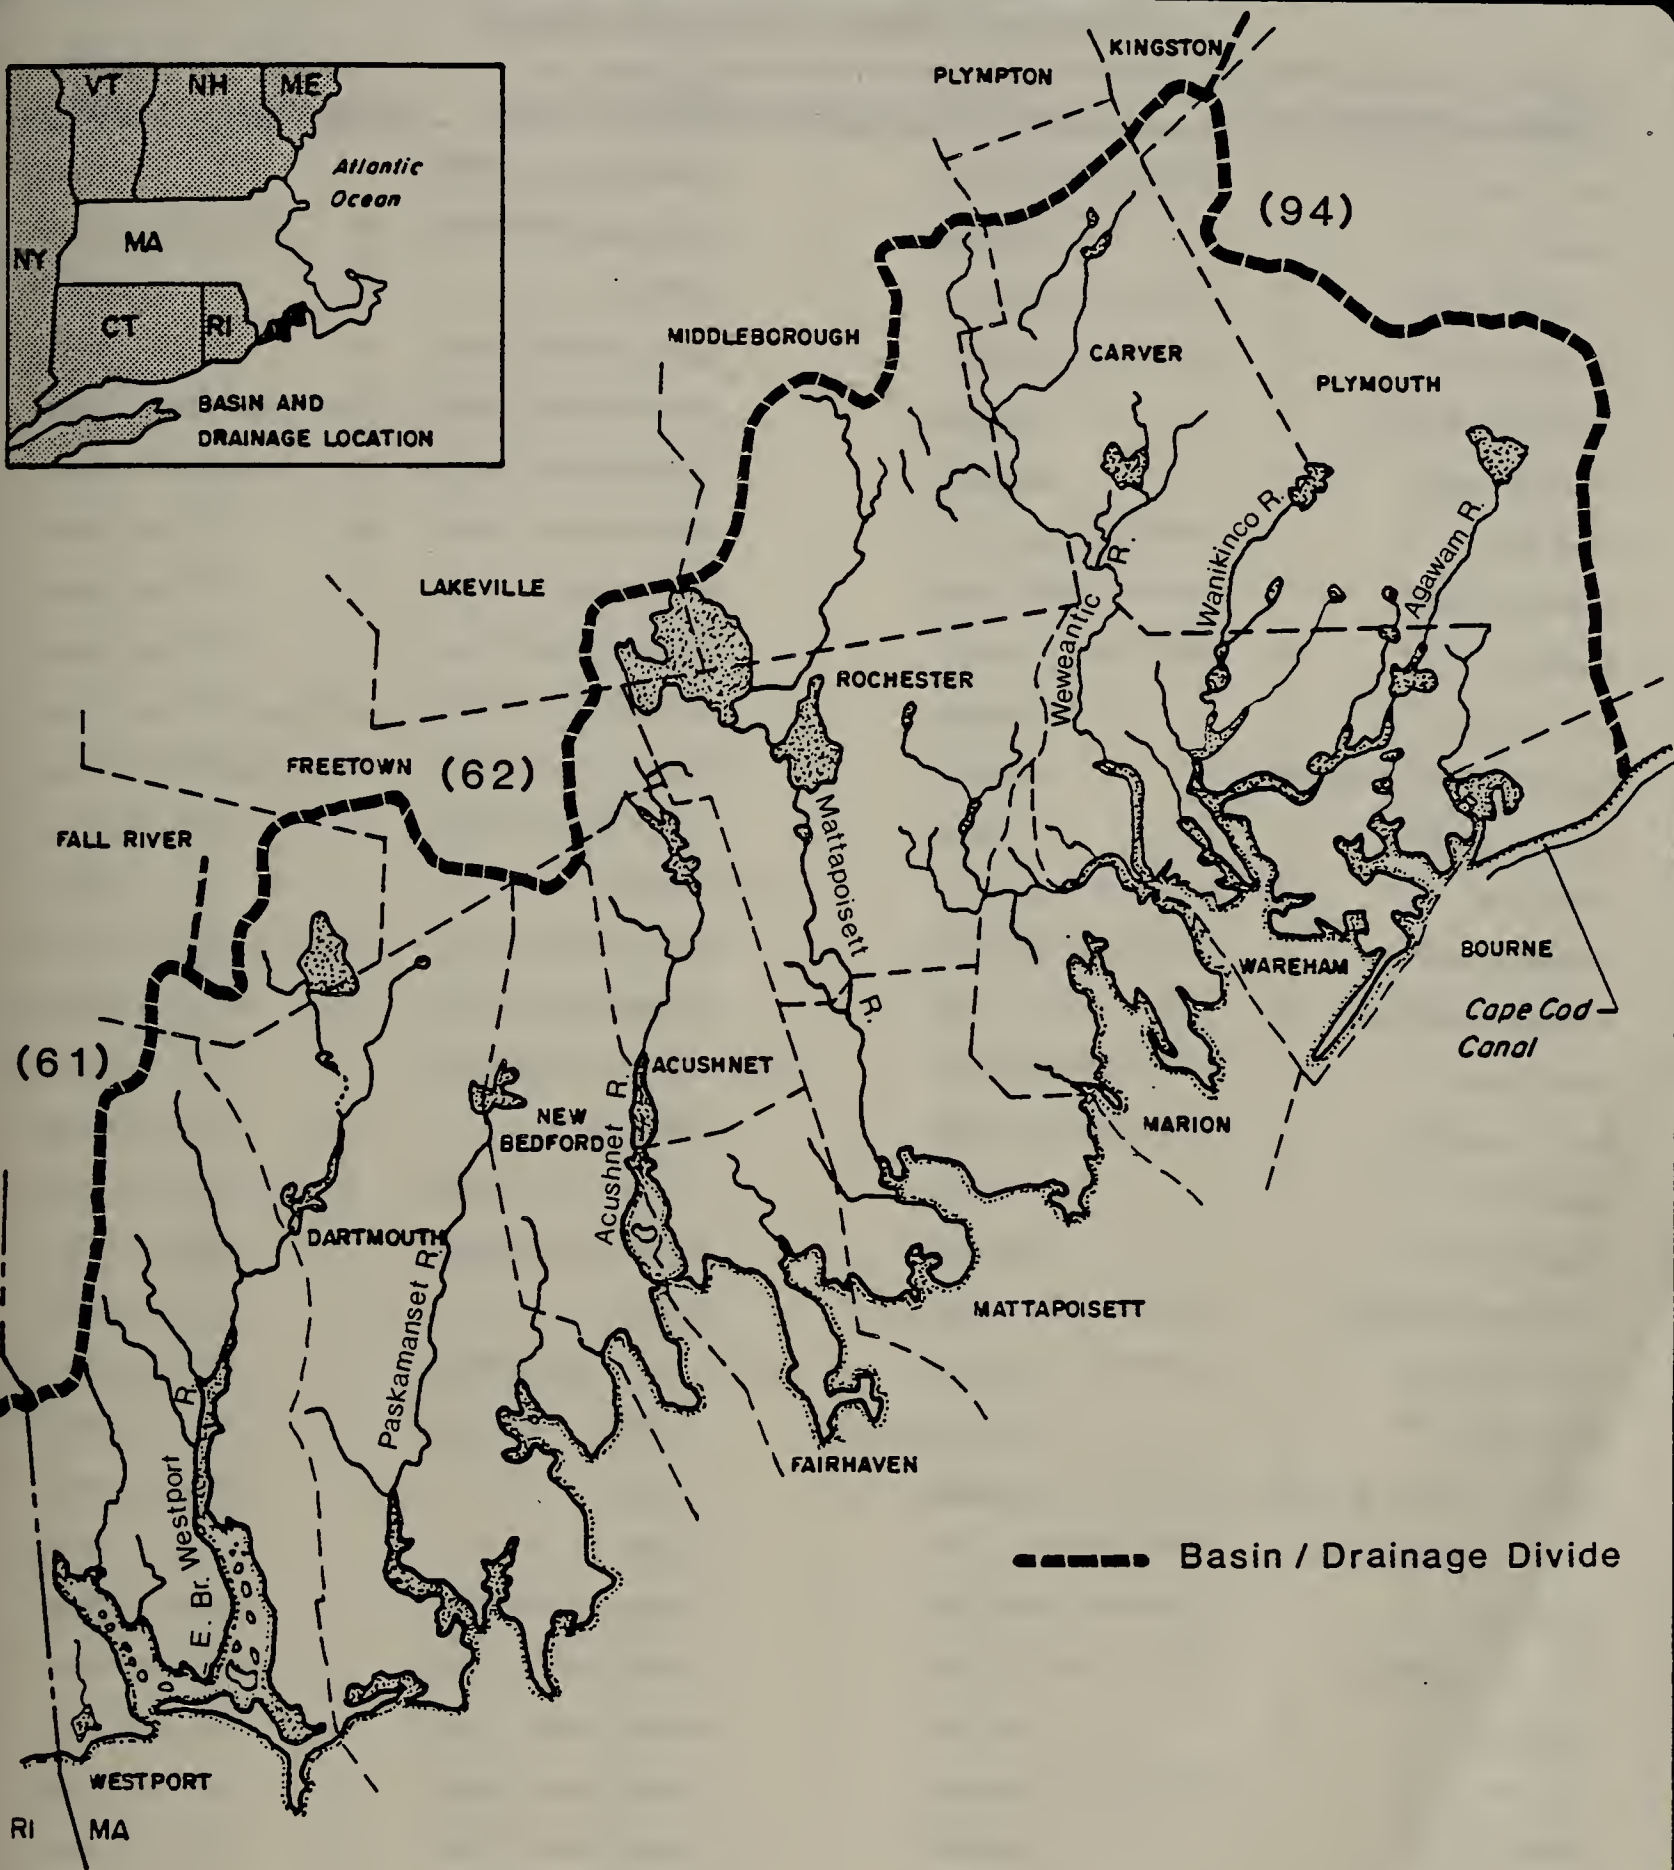 KINGSTON
PLYMPTON
VT
NH
ME
Atlantic
Ocean
NY
MA
CT
RI
BASIN AND
DRAINAGE LOCATION
(94)
MIDDLEBOROUGH
CARVER
PLYMOUTH
Wanikinco R.
Agawam R.
LAKEVILLE
Weweantic R.
ROCHESTER
FREETOWN
(62)
FALL RIVER
Mattapoisett R.
WAREHAM
BOURNE
Cape Cod
Canal
(61)
ACUSHNET
Acushnet R.
NEW
BEDFORD
MARION
DARTMOUTH
Paskamanset R.
MATTAPOISETT
FAIRHAVEN
E. Br. Westport R.
Basin / Drainage Divide
WESTPORT
RI
MA